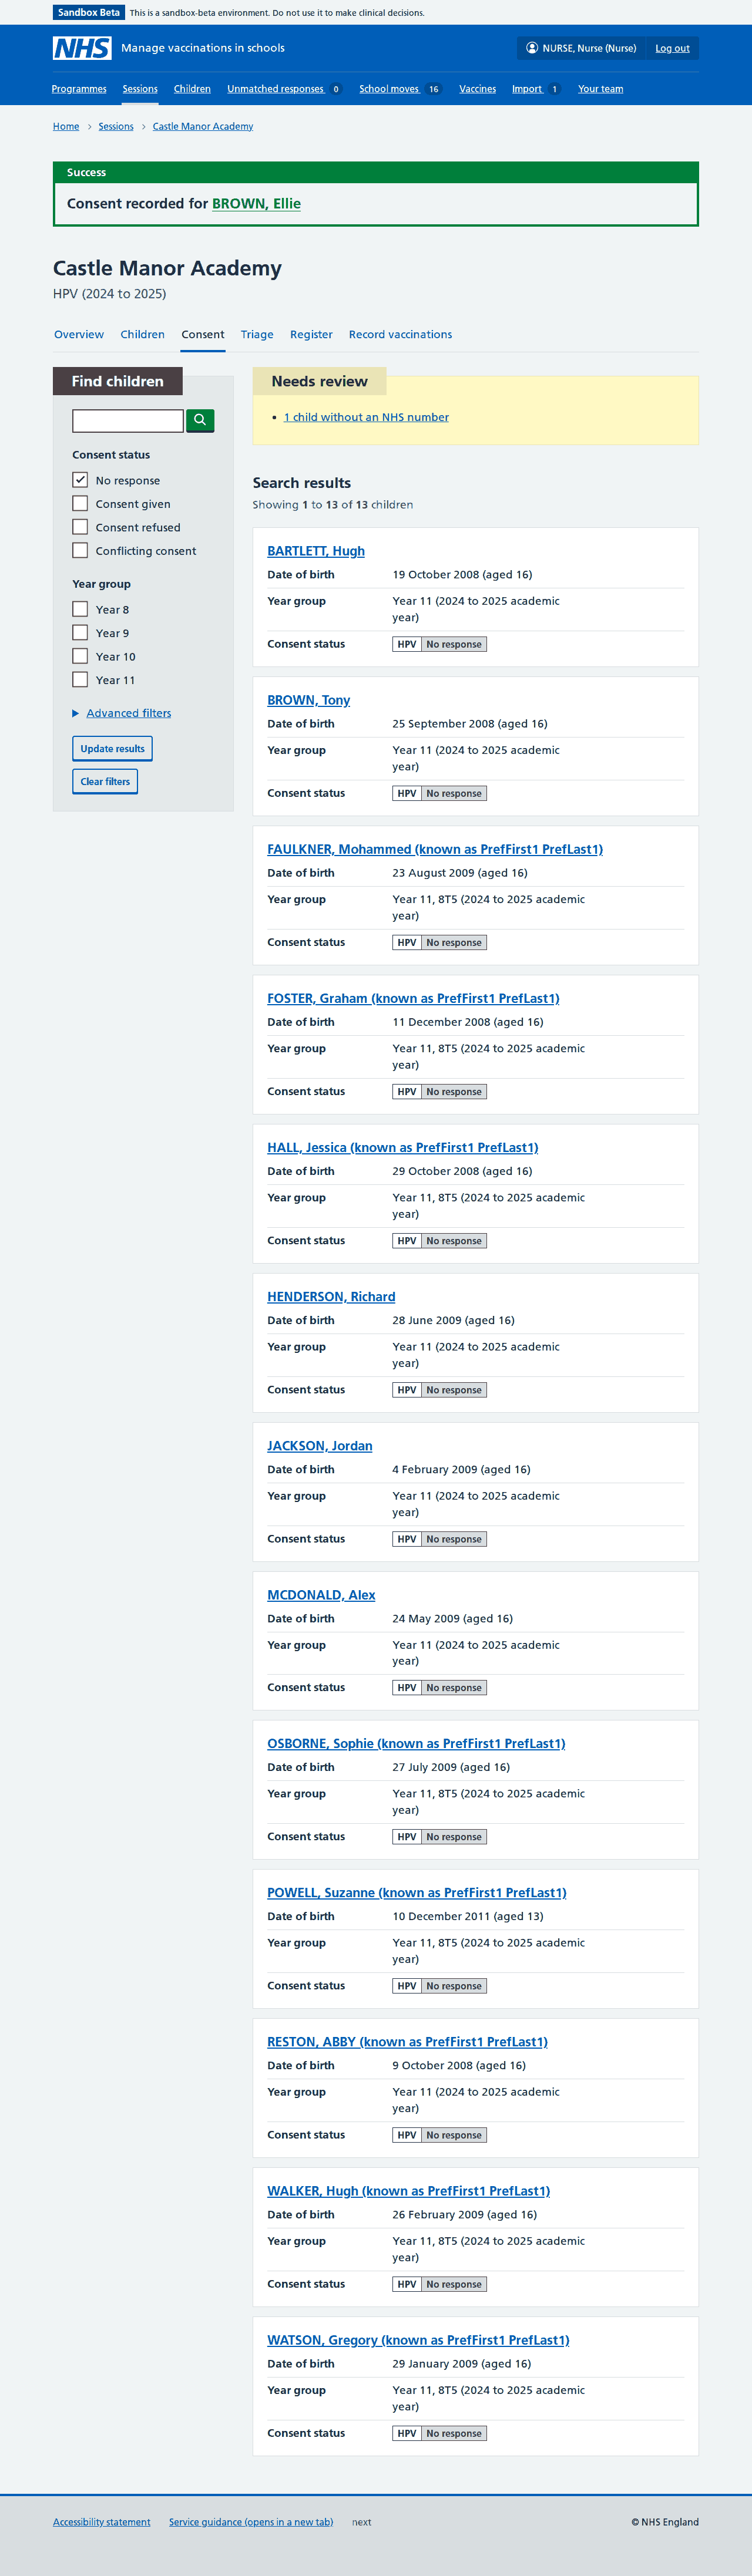 Sandbox Beta This is a sandbox-beta environment. Do not use it to make clinical decisions.
NHS Manage vaccinations in schools NURSE, Nurse (Nurse) Log out
Programmes Sessions Children Unmatched responses 0 School moves 16 Vaccines Import 1 Your team
Home Sessions Castle Manor Academy
Success
Consent recorded for BROWN, Ellie
Castle Manor Academy
HPV (2024 to 2025)
Overview Children Consent Triage Register Record vaccinations
Find children
Consent status
No response
Consent given
Consent refused
Conflicting consent
Year group
Year 8
Year 9
Year 10
Year 11
Advanced filters
Update results
Clear filters
Needs review
1 child without an NHS number
Search results
Showing 1 to 13 of 13 children
BARTLETT, Hugh
Date of birth 19 October 2008 (aged 16)
Year group Year 11 (2024 to 2025 academic
year)
Consent status HPV No response
BROWN, Tony
Date of birth 25 September 2008 (aged 16)
Year group Year 11 (2024 to 2025 academic
year)
Consent status HPV No response
FAULKNER, Mohammed (known as PrefFirst1 PrefLast1)
Date of birth 23 August 2009 (aged 16)
Year group Year 11, 8T5 (2024 to 2025 academic
year)
Consent status HPV No response
FOSTER, Graham (known as PrefFirst1 PrefLast1)
Date of birth 11 December 2008 (aged 16)
Year group Year 11, 8T5 (2024 to 2025 academic
year)
Consent status HPV No response
HALL, Jessica (known as PrefFirst1 PrefLast1)
Date of birth 29 October 2008 (aged 16)
Year group Year 11, 8T5 (2024 to 2025 academic
year)
Consent status HPV No response
HENDERSON, Richard
Date of birth 28 June 2009 (aged 16)
Year group Year 11 (2024 to 2025 academic
year)
Consent status HPV No response
JACKSON, Jordan
Date of birth 4 February 2009 (aged 16)
Year group Year 11 (2024 to 2025 academic
year)
Consent status HPV No response
MCDONALD, Alex
Date of birth 24 May 2009 (aged 16)
Year group Year 11 (2024 to 2025 academic
year)
Consent status HPV No response
OSBORNE, Sophie (known as PrefFirst1 PrefLast1)
Date of birth 27 July 2009 (aged 16)
Year group Year 11, 8T5 (2024 to 2025 academic
year)
Consent status HPV No response
POWELL, Suzanne (known as PrefFirst1 PrefLast1)
Date of birth 10 December 2011 (aged 13)
Year group Year 11, 8T5 (2024 to 2025 academic
year)
Consent status HPV No response
RESTON, ABBY (known as PrefFirst1 PrefLast1)
Date of birth 9 October 2008 (aged 16)
Year group Year 11 (2024 to 2025 academic
year)
Consent status HPV No response
WALKER, Hugh (known as PrefFirst1 PrefLast1)
Date of birth 26 February 2009 (aged 16)
Year group Year 11, 8T5 (2024 to 2025 academic
year)
Consent status HPV No response
WATSON, Gregory (known as PrefFirst1 PrefLast1)
Date of birth 29 January 2009 (aged 16)
Year group Year 11, 8T5 (2024 to 2025 academic
year)
Consent status HPV No response
Accessibility statement Service guidance (opens in a new tab) next © NHS England